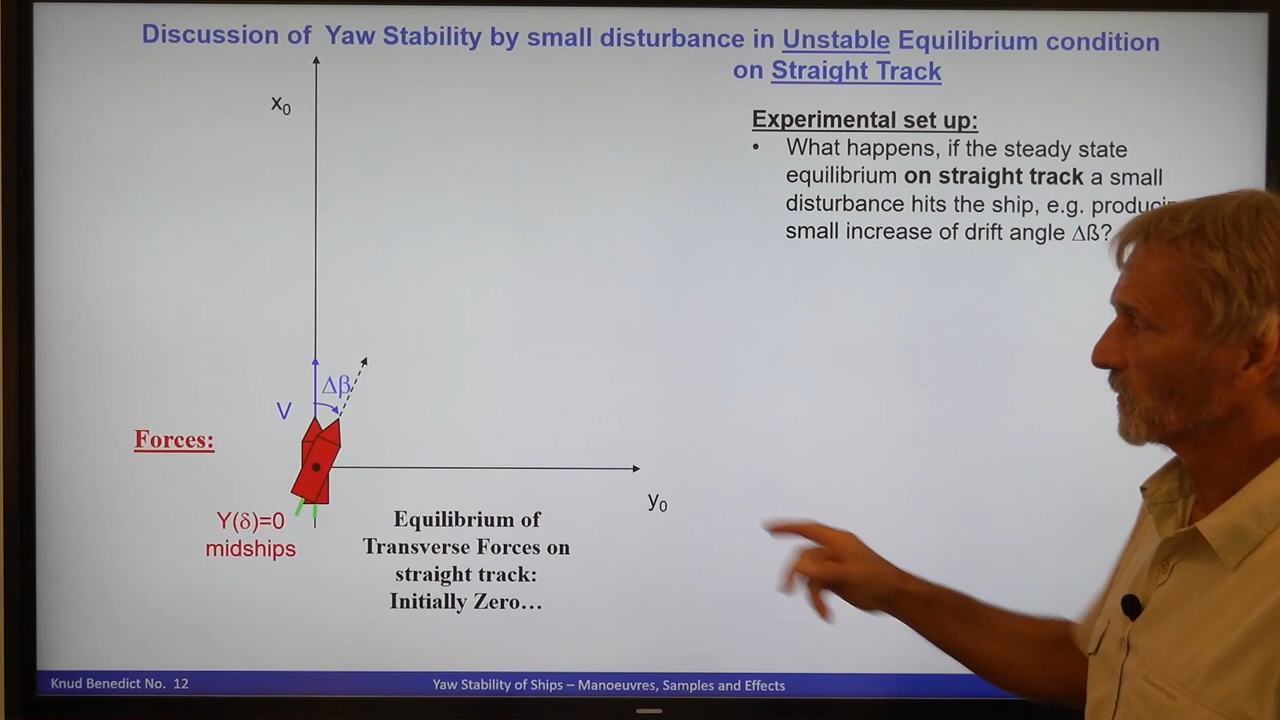 Discussion of Yaw Stability by small disturbance in Unstable Equilibrium condition
on Straight Track
x0
Experimental set up:
• What happens, if the steady state
equilibrium on straight track a small
disturbance hits the ship, e.g.
small increase of drift angle Δß?
Δβ
V
Forces:
y0
Y(δ)=0
midships
Equilibrium of
Transverse Forces on
straight track:
Initially Zero…
Knud Benedict No. 12
Yaw Stability of Ships – Manoeuvres, Samples and Effects